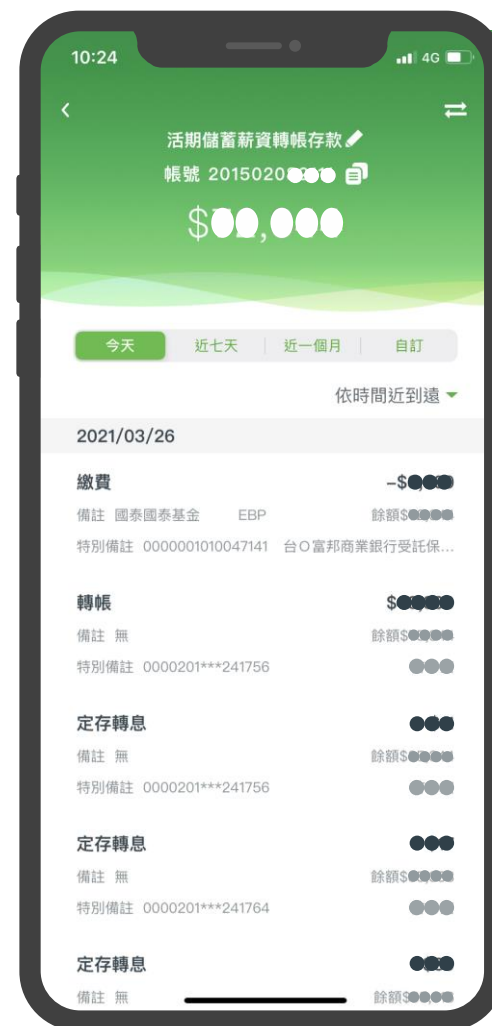 10:24
4G
活期儲蓄薪資轉帳存款
帳號 2015020
$
今天 近七天 近一個月 自訂
依時間近到遠
2021/03/26
繳費 –$
備註 國泰國泰基金 EBP 餘額$
特別備註 0000001010047141 台O富邦商業銀行受託保...
轉帳 $
備註 無 餘額$
特別備註 0000201***241756
定存轉息
備註 無 餘額$
特別備註 0000201***241756
定存轉息
備註 無 餘額$
特別備註 0000201***241764
定存轉息
備註 無 餘額$